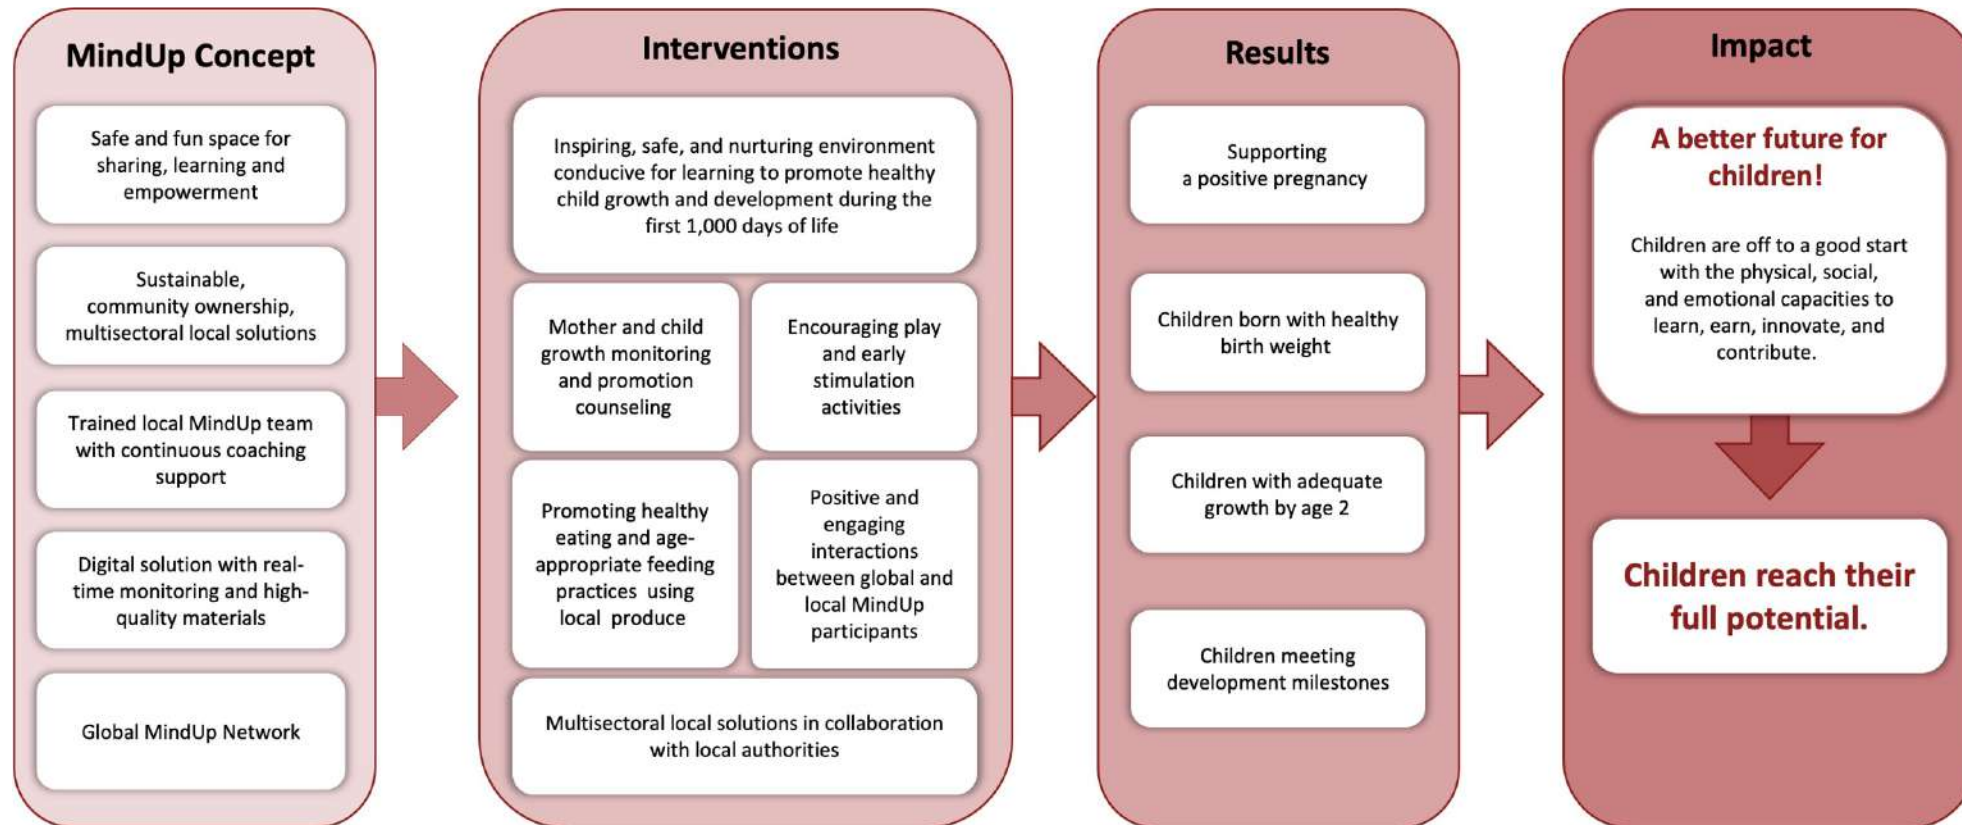 MindUp Concept
Safe and fun space for
sharing, learning and
empowerment
Sustainable,
community ownership,
multisectoral local solutions
Trained local MindUp team
with continuous coaching
support
Digital solution with real-
time monitoring and high-
quality materials
Global MindUp Network
Interventions
Inspiring, safe, and nurturing environment
conducive for learning to promote healthy
child growth and development during the
first 1,000 days of life
Mother and child
growth monitoring
and promotion
counseling
Encouraging play
and early
stimulation
activities
Promoting healthy
eating and age-
appropriate feeding
practices using
local produce
Positive and
engaging
interactions
between global and
local MindUp
participants
Multisectoral local solutions in collaboration
with local authorities
Results
Supporting
a positive pregnancy
Children born with healthy
birth weight
Children with adequate
growth by age 2
Children meeting
development milestones
Impact
A better future for
children!
Children are off to a good start
with the physical, social,
and emotional capacities to
learn, earn, innovate, and
contribute.
Children reach their
full potential.